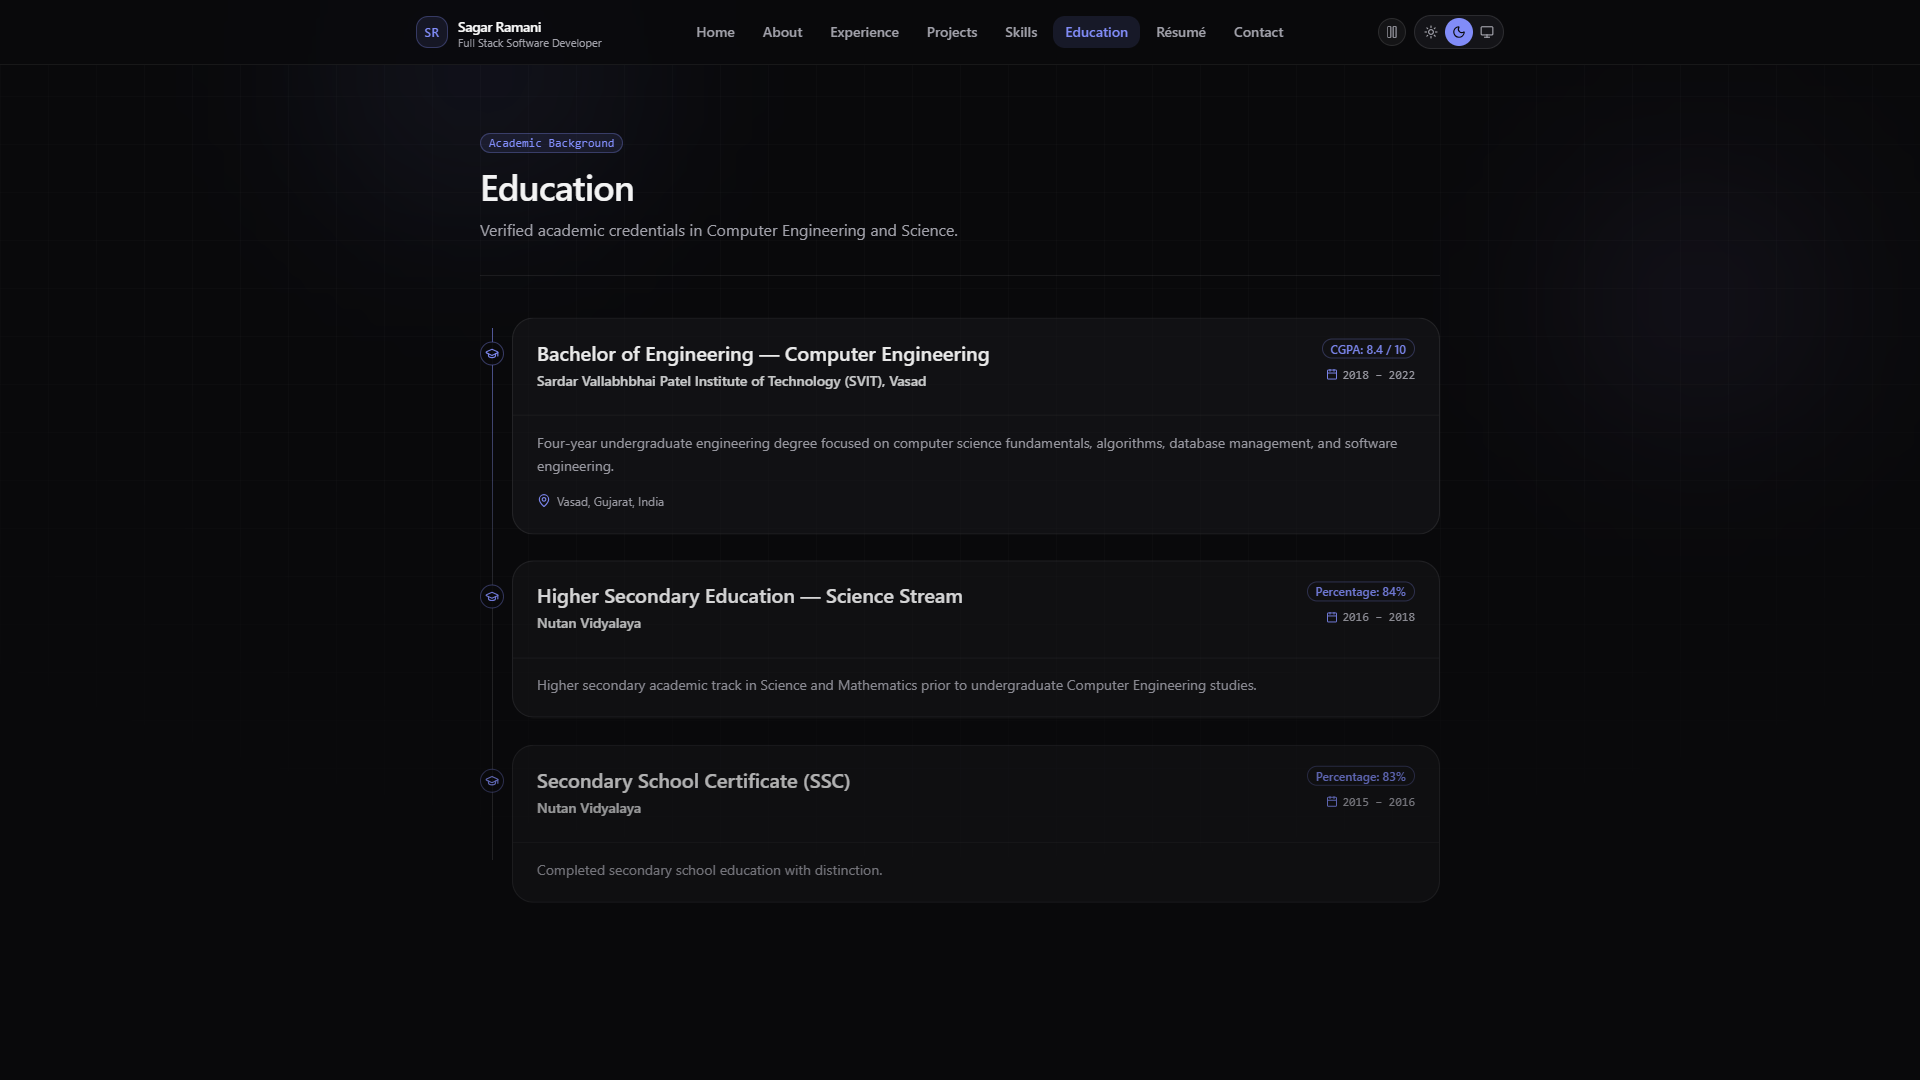 SR
Sagar Ramani
Full Stack Software Developer
Home
About
Experience
Projects
Skills
Education
Résumé
Contact
Academic Background
Education
Verified academic credentials in Computer Engineering and Science.
Bachelor of Engineering — Computer Engineering
CGPA: 8.4 / 10
Sardar Vallabhbhai Patel Institute of Technology (SVIT), Vasad
2018 – 2022
Four-year undergraduate engineering degree focused on computer science fundamentals, algorithms, database management, and software
engineering.
Vasad, Gujarat, India
Higher Secondary Education — Science Stream
Percentage: 84%
Nutan Vidyalaya
2016 – 2018
Higher secondary academic track in Science and Mathematics prior to undergraduate Computer Engineering studies.
Secondary School Certificate (SSC)
Percentage: 83%
Nutan Vidyalaya
2015 – 2016
Completed secondary school education with distinction.